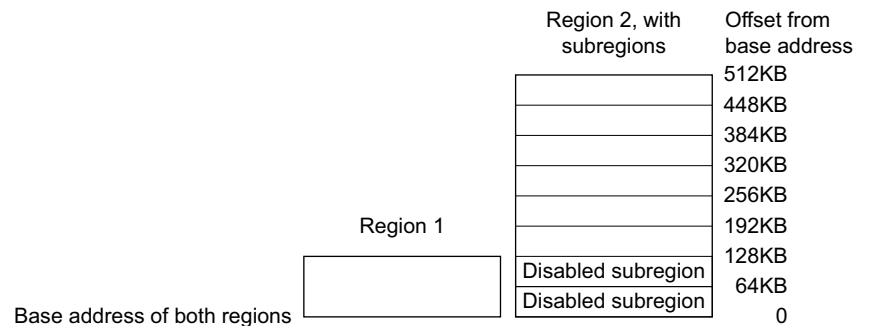 Region 2, with
subregions
Offset from
base address
512KB
448KB
384KB
320KB
256KB
Region 1
192KB
128KB
Disabled subregion
64KB
Disabled subregion
Base address of both regions
0